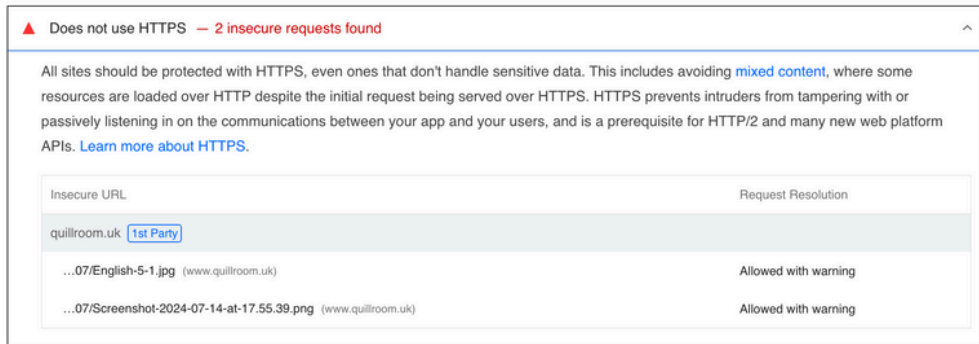 Does not use HTTPS — 2 insecure requests found
All sites should be protected with HTTPS, even ones that don't handle sensitive data. This includes avoiding mixed content, where some
resources are loaded over HTTP despite the initial request being served over HTTPS. HTTPS prevents intruders from tampering with or
passively listening in on the communications between your app and your users, and is a prerequisite for HTTP/2 and many new web platform
APIs. Learn more about HTTPS.
Insecure URL Request Resolution
quillroom.uk 1st Party
…07/English-5-1.jpg (www.quillroom.uk) Allowed with warning
…07/Screenshot-2024-07-14-at-17.55.39.png (www.quillroom.uk) Allowed with warning